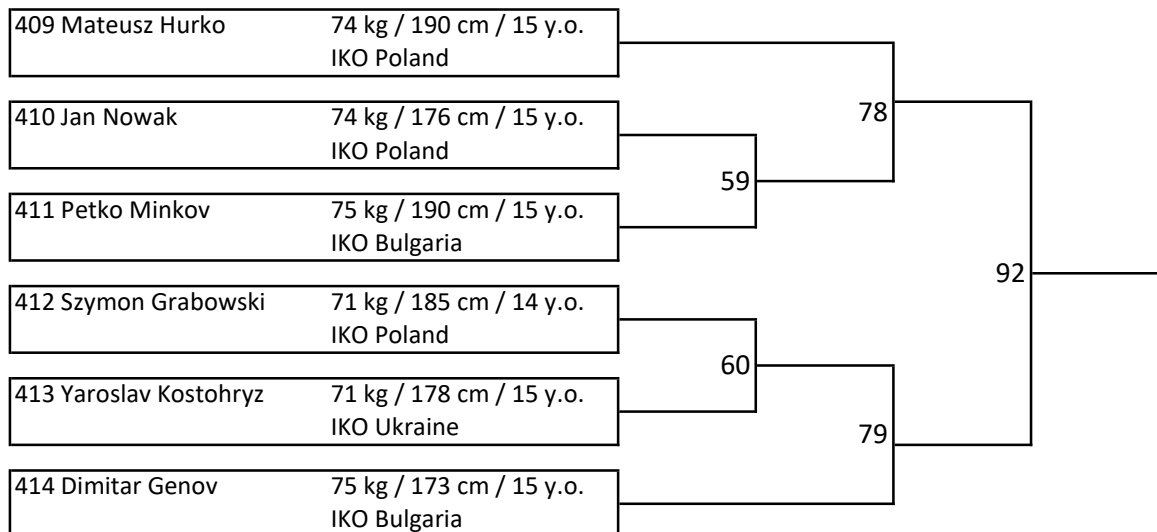 409 Mateusz Hurko 74 kg / 190 cm / 15 y.o.
IKO Poland
78
410 Jan Nowak 74 kg / 176 cm / 15 y.o.
IKO Poland
59
411 Petko Minkov 75 kg / 190 cm / 15 y.o.
IKO Bulgaria
92
412 Szymon Grabowski 71 kg / 185 cm / 14 y.o.
IKO Poland
60
413 Yaroslav Kostohryz 71 kg / 178 cm / 15 y.o.
IKO Ukraine
79
414 Dimitar Genov 75 kg / 173 cm / 15 y.o.
IKO Bulgaria